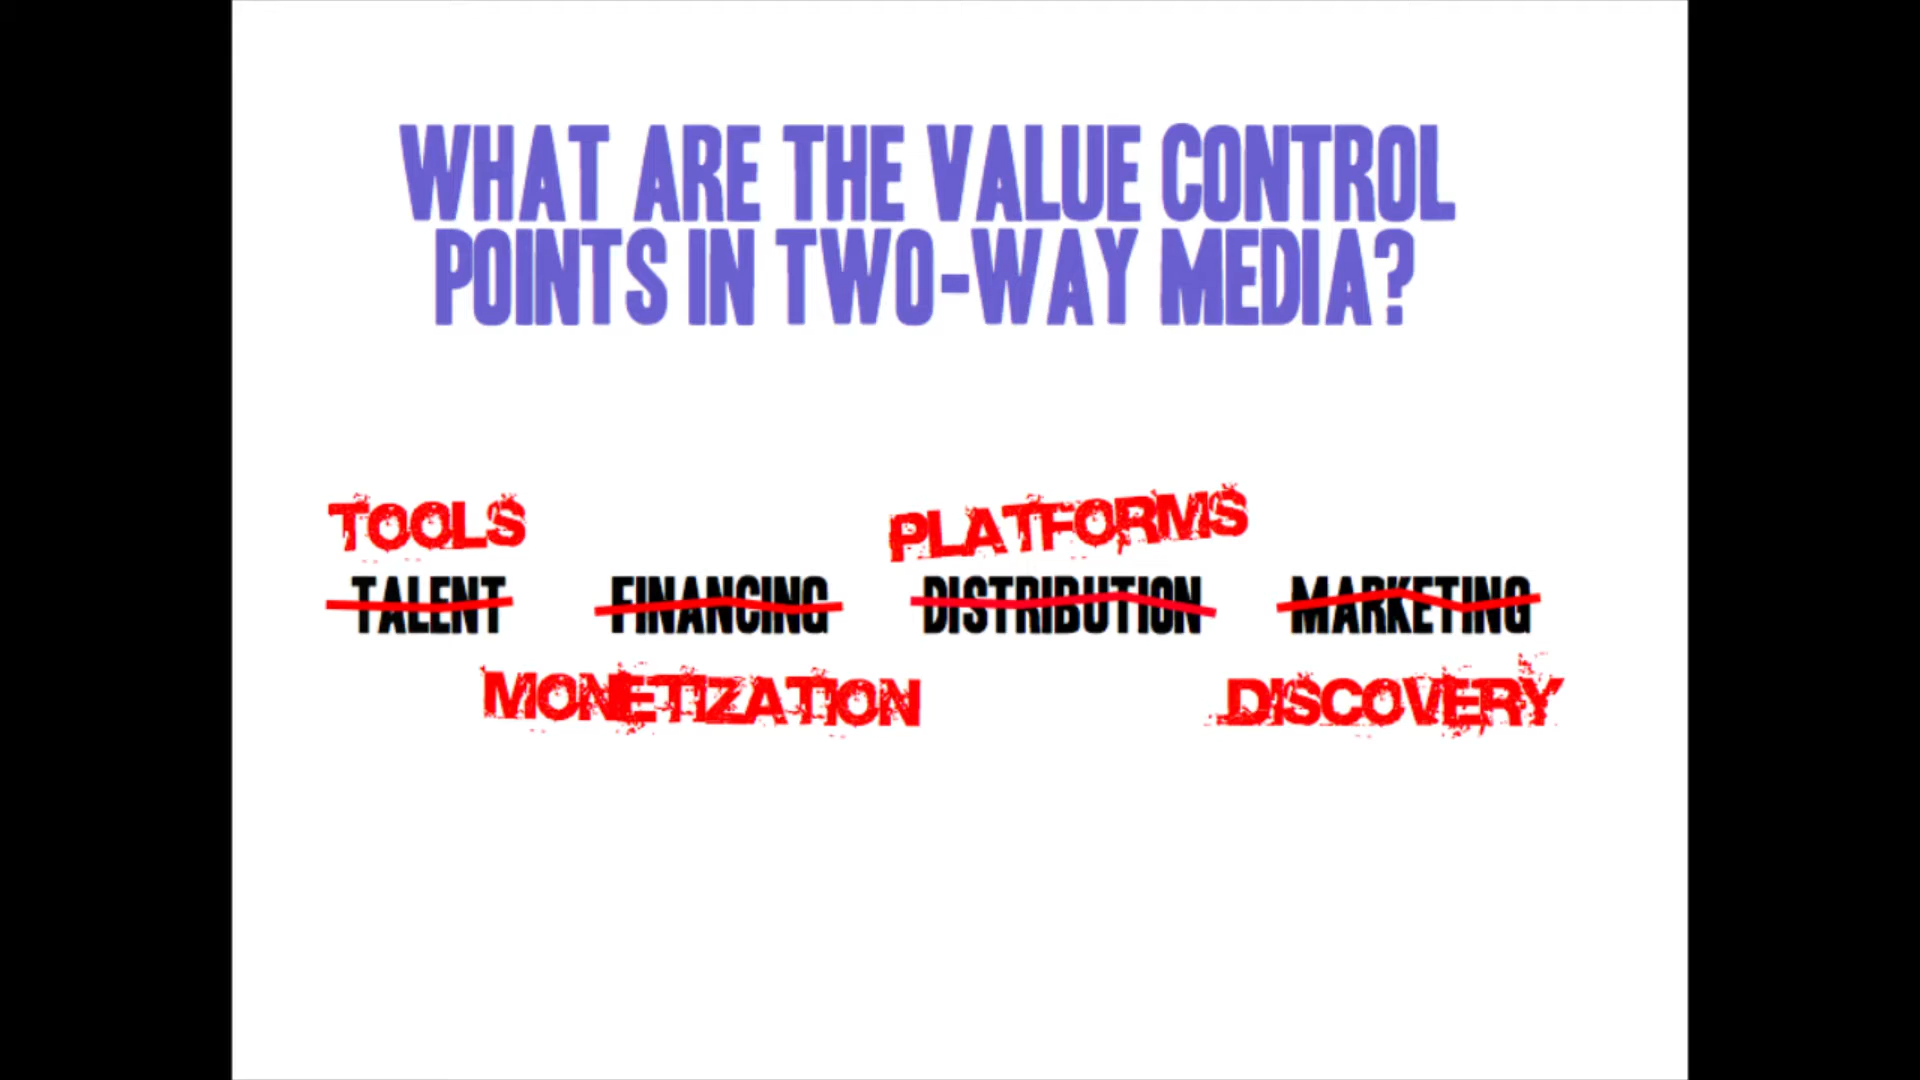 WHAT ARE THE VALUE CONTROL
POINTS IN TWO-WAY MEDIA?
TOOLS PLATFORMS
TALENT FINANCING DISTRIBUTION MARKETING
MONETIZATION DISCOVERY